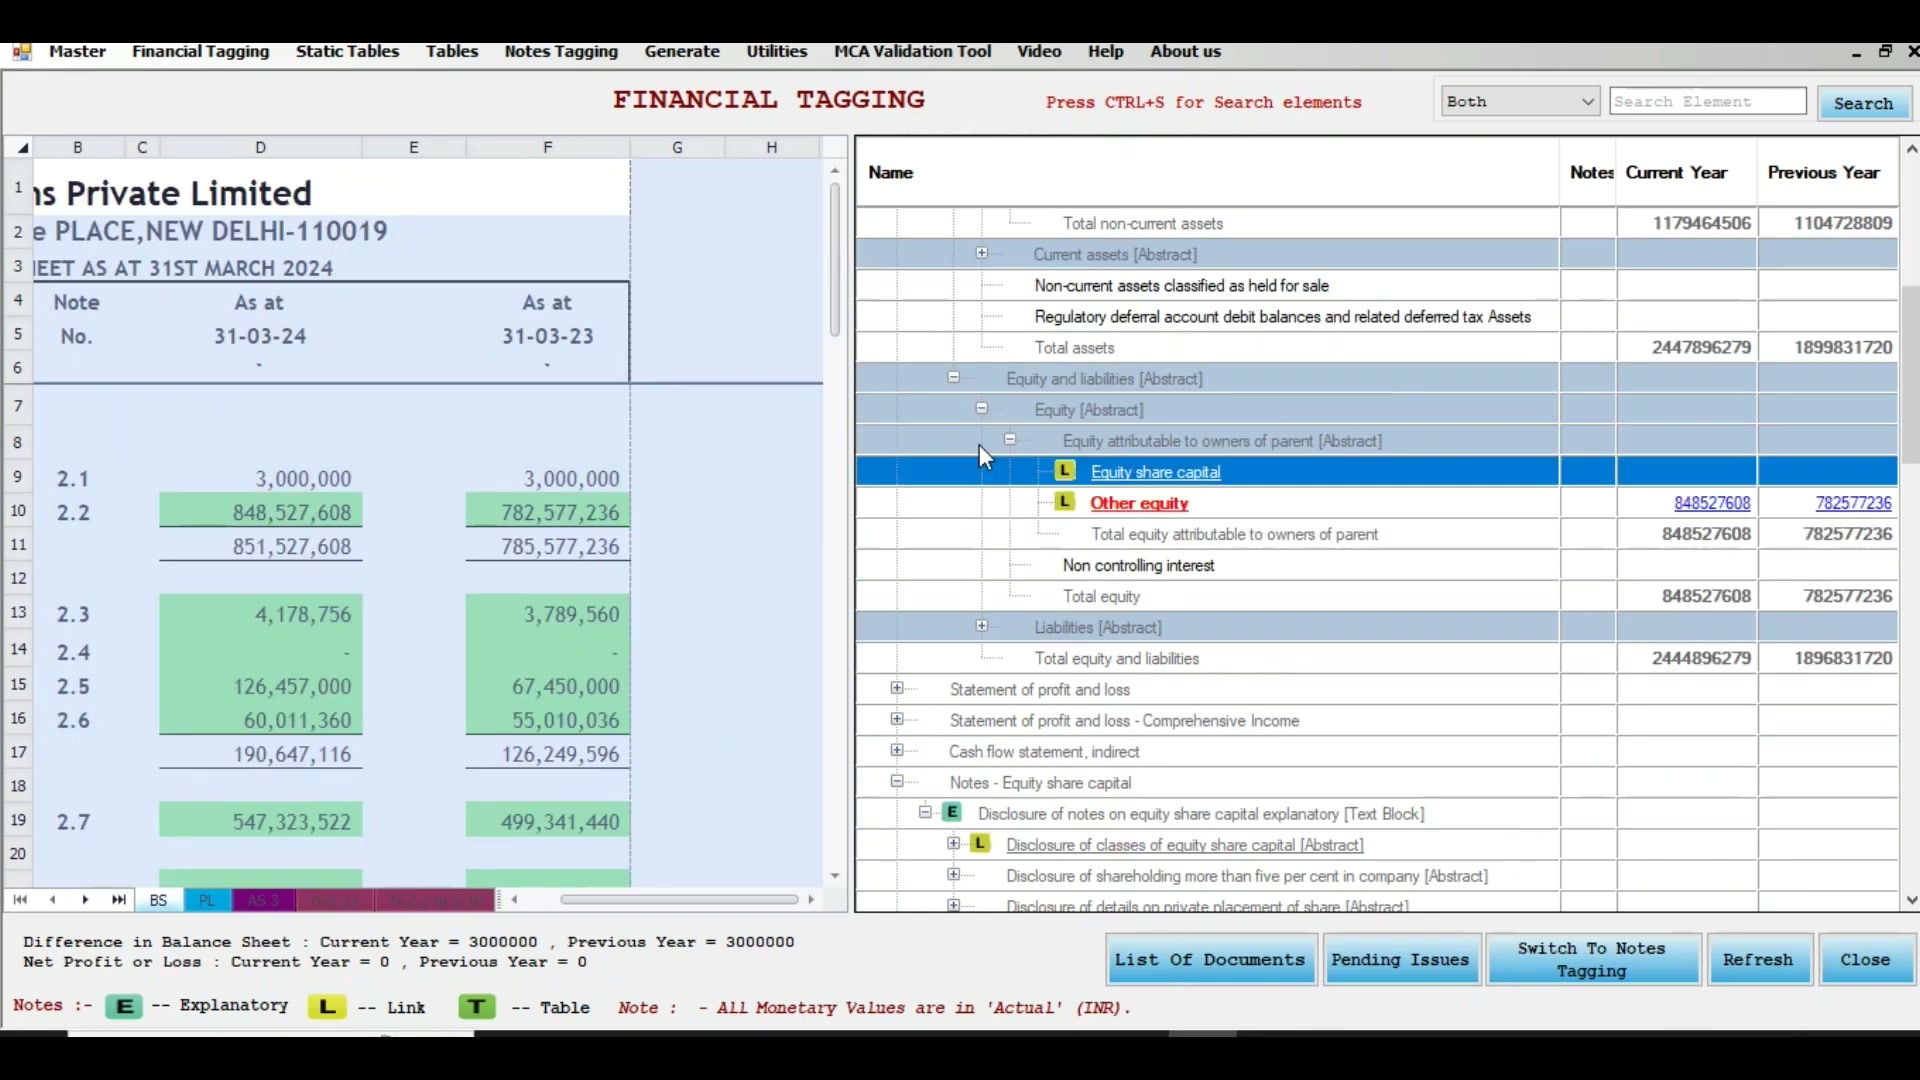 Master Financial Tagging Static Tables Tables Notes Tagging Generate Utilities MCA Validation Tool Video Help About us
FINANCIAL TAGGING Press CTRL+S for Search elements Both Search Element Search
B C D E F G H
1 ns Private Limited
2 e PLACE,NEW DELHI-110019
3 EET AS AT 31ST MARCH 2024
4 Note As at As at
5 No. 31-03-24 31-03-23
6
7
8
9 2.1 3,000,000 3,000,000
10 2.2 848,527,608 782,577,236
11 851,527,608 785,577,236
12
13 2.3 4,178,756 3,789,560
14 2.4 - -
15 2.5 126,457,000 67,450,000
16 2.6 60,011,360 55,010,036
17 190,647,116 126,249,596
18
19 2.7 547,323,522 499,341,440
20
BS PL AS 3
Name Notes Current Year Previous Year
Total non-current assets 1179464506 1104728809
Current assets [Abstract]
Non-current assets classified as held for sale
Regulatory deferral account debit balances and related deferred tax Assets
Total assets 2447896279 1899831720
Equity and liabilities [Abstract]
Equity [Abstract]
Equity attributable to owners of parent [Abstract]
L Equity share capital
L Other equity 848527608 782577236
Total equity attributable to owners of parent 848527608 782577236
Non controlling interest
Total equity 848527608 782577236
Liabilities [Abstract]
Total equity and liabilities 2444896279 1896831720
Statement of profit and loss
Statement of profit and loss - Comprehensive Income
Cash flow statement, indirect
Notes - Equity share capital
E Disclosure of notes on equity share capital explanatory [Text Block]
L Disclosure of classes of equity share capital [Abstract]
Disclosure of shareholding more than five per cent in company [Abstract]
Disclosure of details on private placement of share [Abstract]
Difference in Balance Sheet : Current Year = 3000000 , Previous Year = 3000000
Net Profit or Loss : Current Year = 0 , Previous Year = 0
List Of Documents Pending Issues Switch To Notes Tagging Refresh Close
Notes :- E -- Explanatory L -- Link T -- Table Note : - All Monetary Values are in 'Actual' (INR).